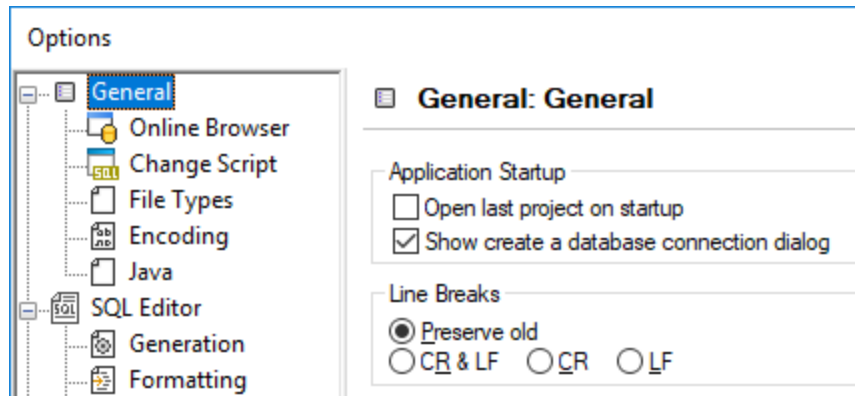 Options
General
Online Browser
Change Script
File Types
Encoding
Java
SQL Editor
Generation
Formatting
General: General
Application Startup
Open last project on startup
Show create a database connection dialog
Line Breaks
Preserve old
CR & LF CR LF